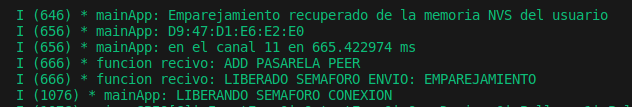 I (646) * mainApp: Emparejamiento recuperado de la memoria NVS del usuario
I (656) * mainApp: D9:47:D1:E6:E2:E0
I (656) * mainApp: en el canal 11 en 665.422974 ms
I (666) * funcion recivo: ADD PASARELA PEER
I (666) * funcion recivo: LIBERADO SEMAFORO ENVIO: EMPAREJAMIENTO
I (1076) * mainApp: LIBERANDO SEMAFORO CONEXION